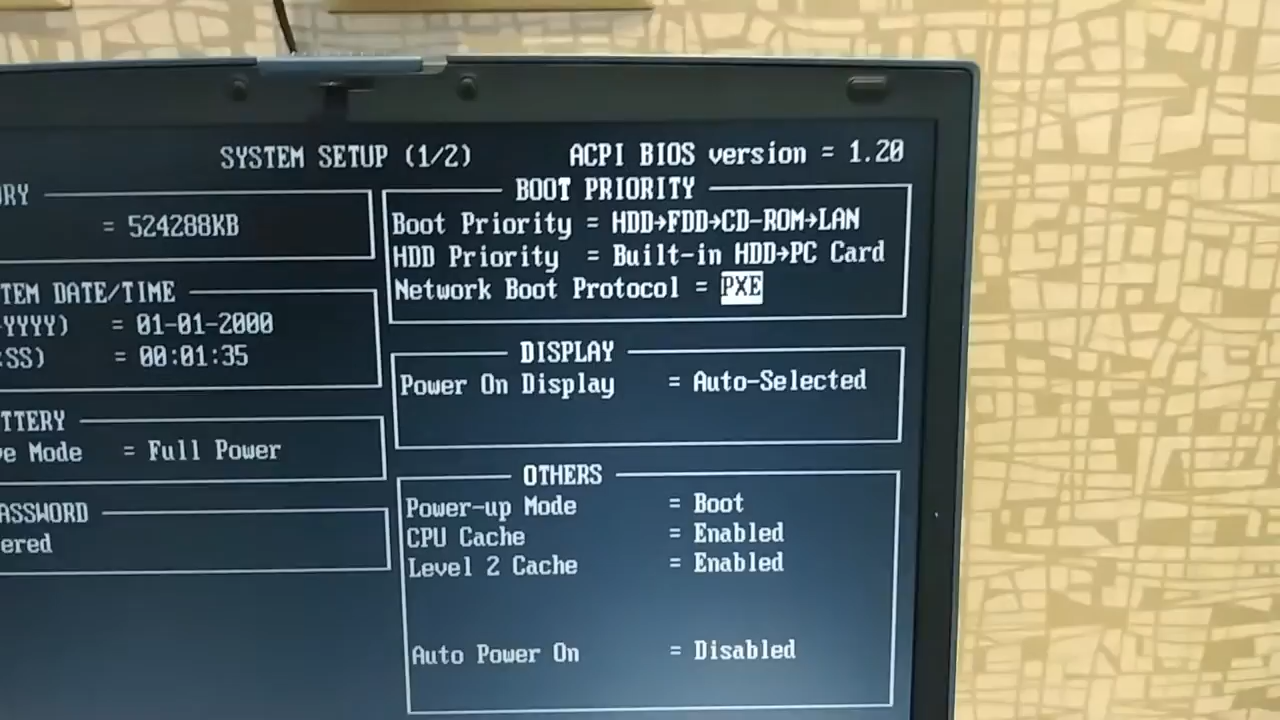 SYSTEM SETUP (1/2) ACPI BIOS version = 1.20
RY
= 524288KB
TEM DATE/TIME
YYYY) = 01-01-2000
:SS) = 00:01:35
TTERY
e Mode = Full Power
ASSWORD
ered
BOOT PRIORITY
Boot Priority = HDD→FDD→CD-ROM→LAN
HDD Priority = Built-in HDD→PC Card
Network Boot Protocol = PXE
DISPLAY
Power On Display = Auto-Selected
OTHERS
Power-up Mode = Boot
CPU Cache = Enabled
Level 2 Cache = Enabled
Auto Power On = Disabled